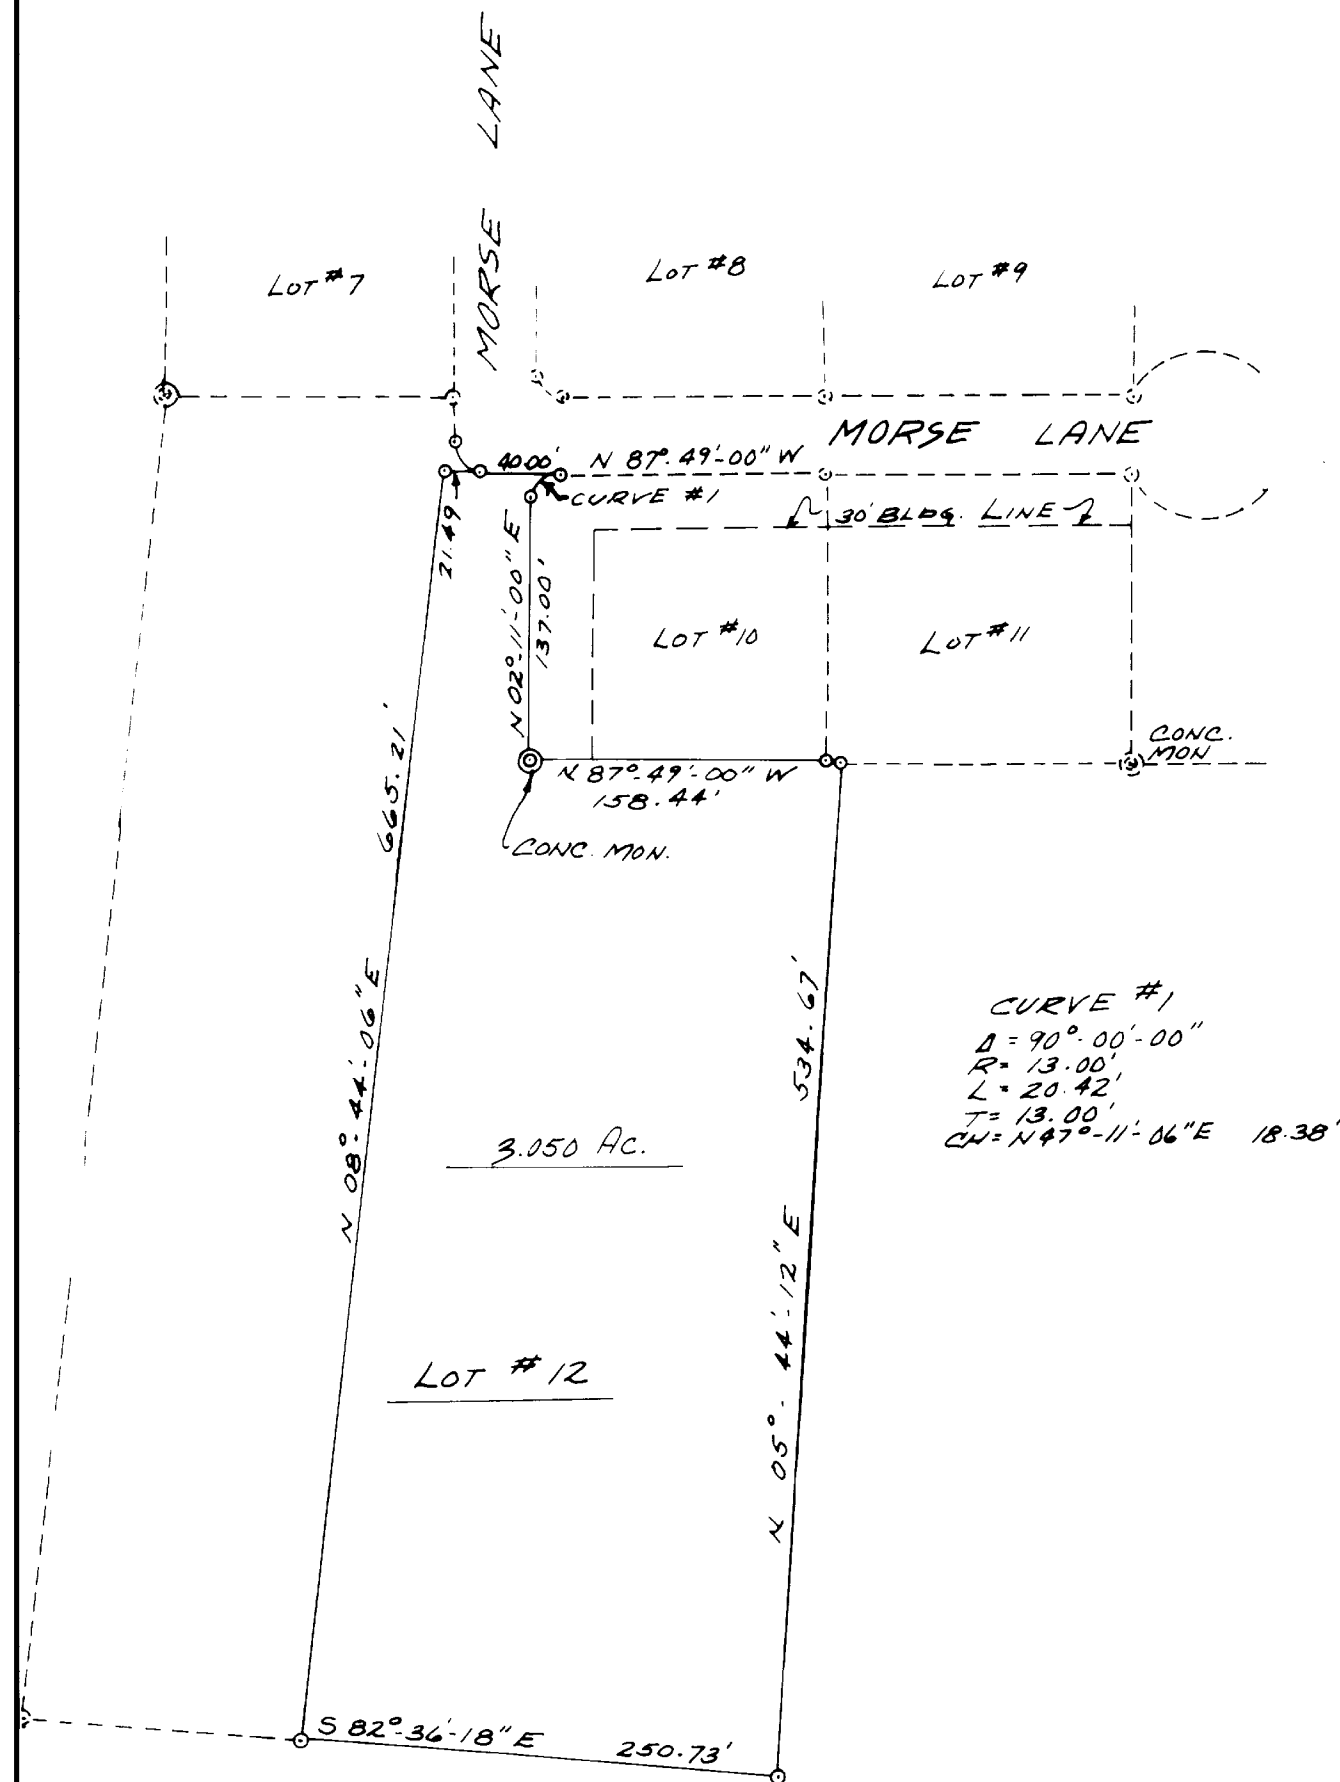 MORSE LANE
LOT #7
LOT #8
LOT #9
MORSE LANE
40.00'
N 87°-49'-00" W
CURVE #1
21.49
30' BLDG. LINE
N 02°-11'-00" E
137.00'
LOT #10
LOT #11
CONC.
MON
N 87°-49'-00" W
158.44'
CONC. MON.
665.21'
N 08°-44'-06" E
534.67'
N 05°-44'-12" E
CURVE #1
Δ = 90°-00'-00"
R= 13.00'
L = 20.42'
T= 13.00'
CH= N47°-11'-06"E 18.38'
3.050 AC.
LOT #12
S 82°-36'-18" E
250.73'